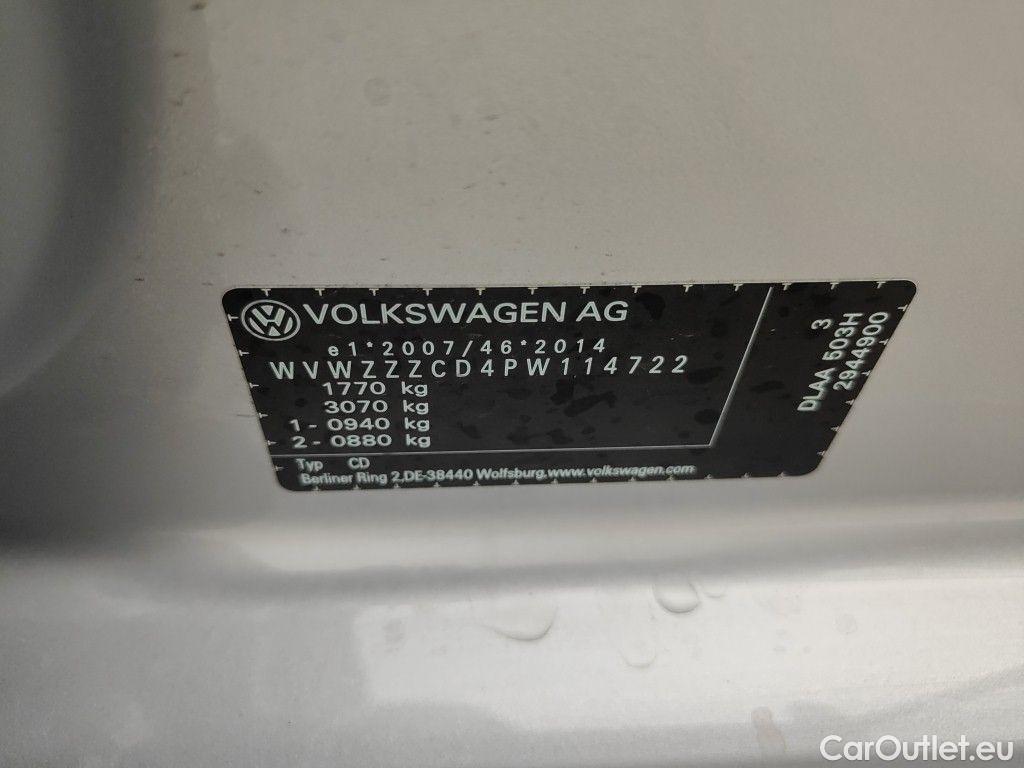 VOLKSWAGEN AG
e1*2007/46*2014
WVWZZZCD4PW114722
1770 kg
3070 kg
1 - 0940 kg
2 - 0880 kg
Typ CD
Berliner Ring 2,DE-38440 Wolfsburg,www.volkswagen.com
3
DLAA 503H
2944900
CarOutlet.eu